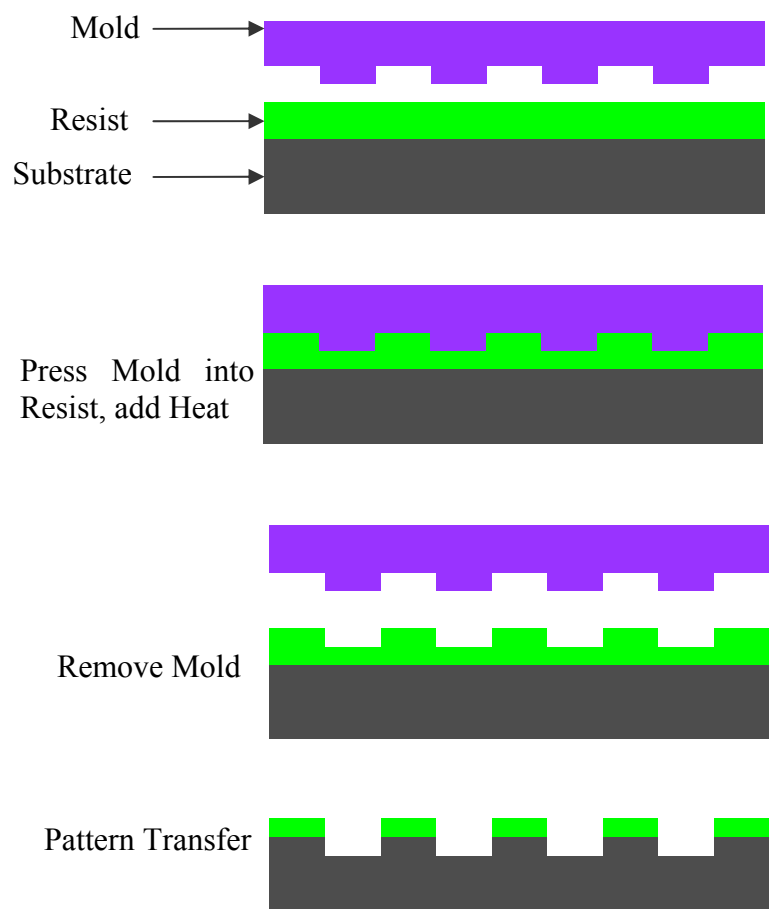 Mold
Resist
Substrate
Press Mold into
Resist, add Heat
Remove Mold
Pattern Transfer